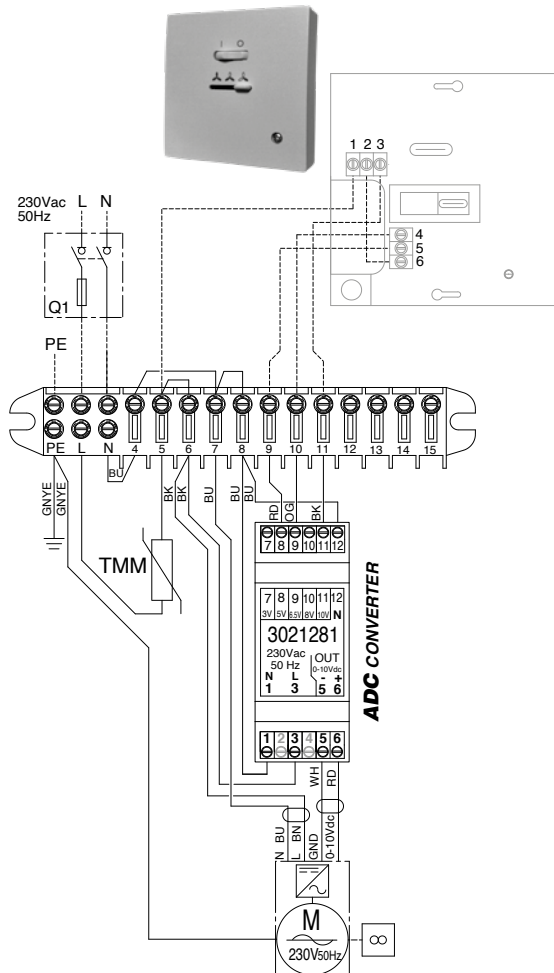 I O
1 2 3
4
5
6
230Vac L N
50Hz
Q1
PE
PE L N 4 5 6 7 8 9 10 11 12 13 14 15
BU
GNYE
GNYE
BK
BK
BU
BU
BU
RD
OG
BK
TMM
7 8 9 10 11 12
7 8 9 10 11 12
3V 5V 6.5V 8V 10V N
3021281
230Vac
50 Hz
OUT
0-10Vdc
N L - +
1 3 5 6
1 2 3 4 5 6
ADC CONVERTER
WH
RD
N BU
L BN
GND
0-10Vdc
M
230V50Hz
8